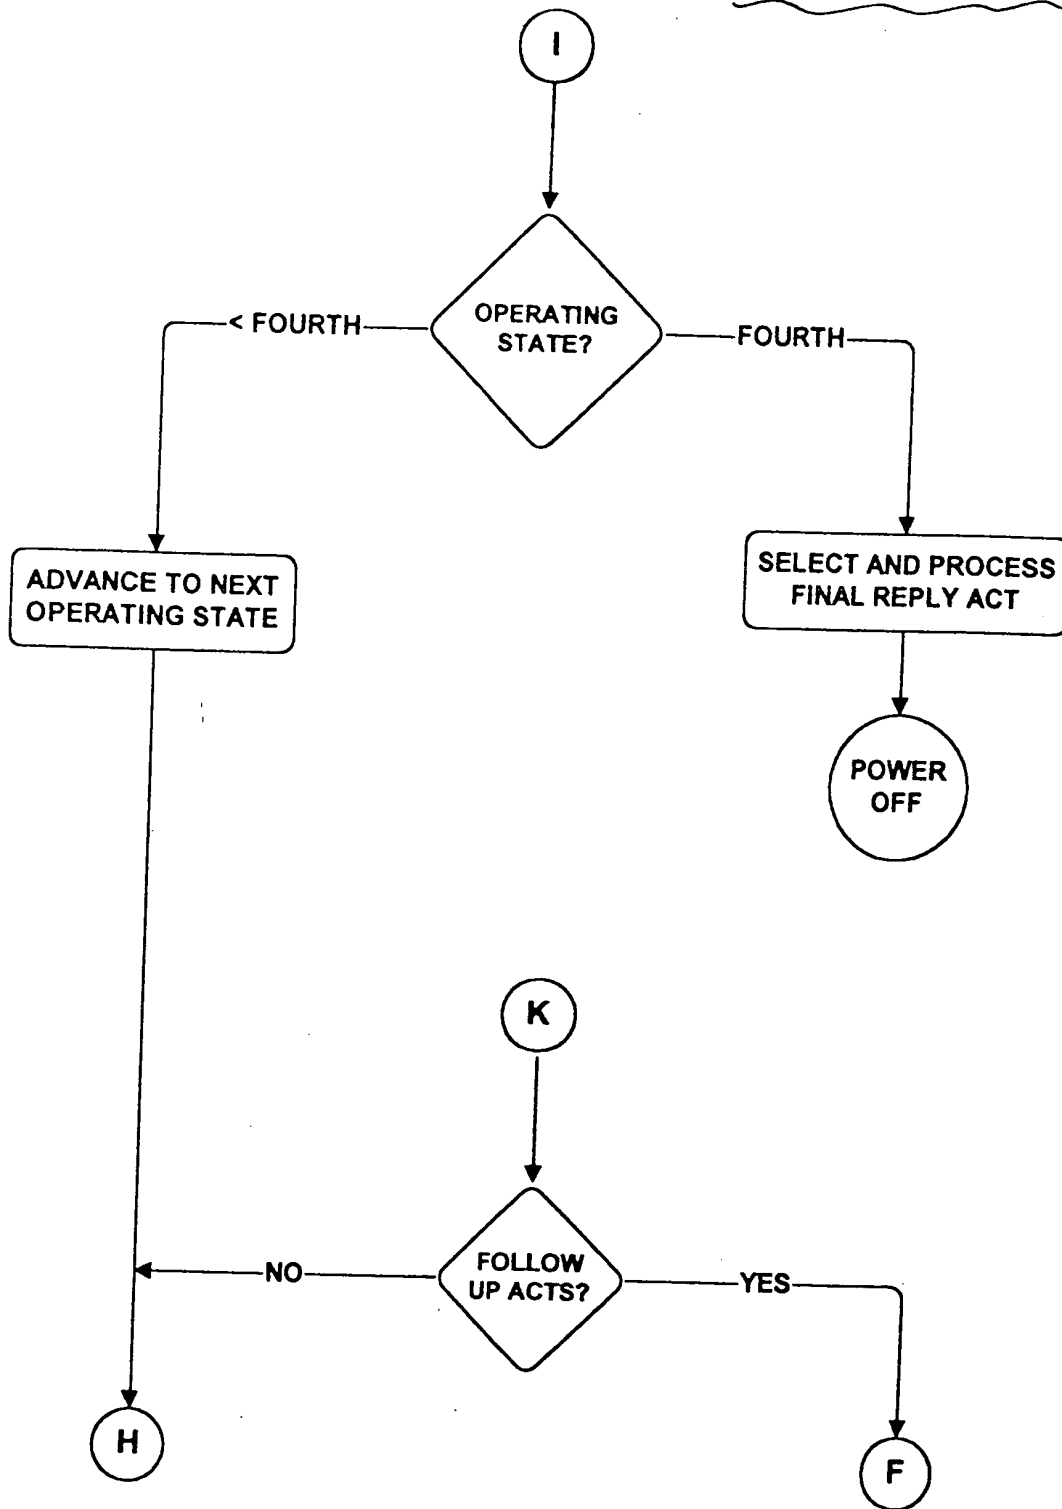 I
OPERATING
STATE?
< FOURTH
FOURTH
ADVANCE TO NEXT
OPERATING STATE
SELECT AND PROCESS
FINAL REPLY ACT
POWER
OFF
K
FOLLOW
UP ACTS?
NO
YES
H
F